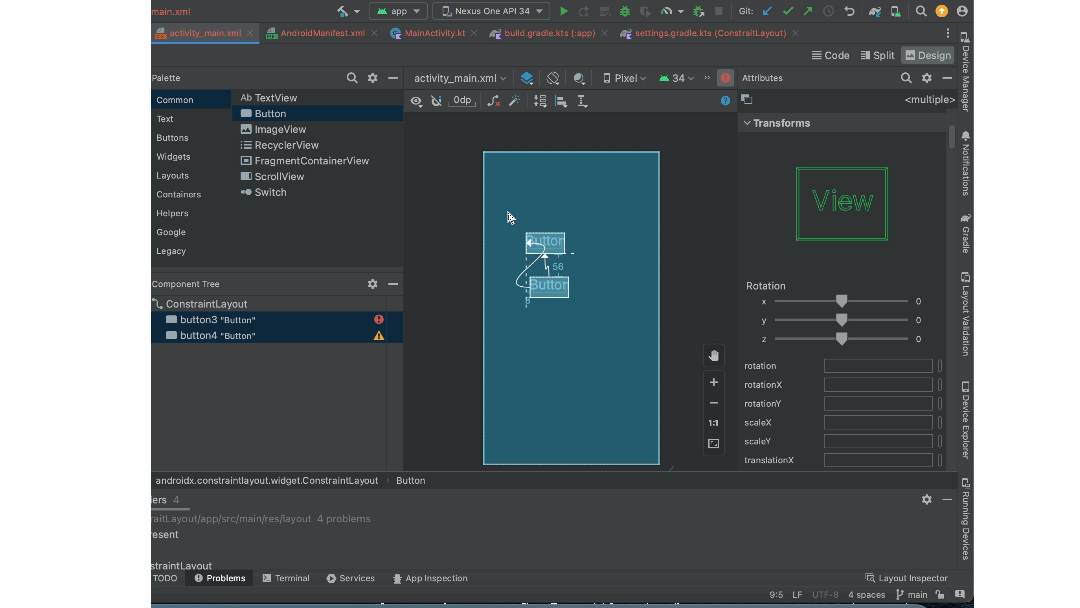 main.xml
app
Nexus One API 34
Git:
activity_main.xml
AndroidManifest.xml
MainActivity.kt
build.gradle.kts (:app)
settings.gradle.kts (ConstraitLayout)
Code
Split
Design
Palette
activity_main.xml
Pixel
34
»
Attributes
Common
Text
Buttons
Widgets
Layouts
Containers
Helpers
Google
Legacy
Ab TextView
Button
ImageView
RecyclerView
FragmentContainerView
ScrollView
Switch
0dp
<multiple>
Transforms
View
Button
56
Button
Component Tree
ConstraintLayout
button3 "Button"
button4 "Button"
1:1
Rotation
x 0
y 0
z 0
rotation
rotationX
rotationY
scaleX
scaleY
translationX
Device Manager
Notifications
Gradle
Layout Validation
Device Explorer
Running Devices
androidx.constraintlayout.widget.ConstraintLayout › Button
iers 4
raitLayout/app/src/main/res/layout 4 problems
resent
straintLayout
TODO
Problems
Terminal
Services
App Inspection
Layout Inspector
9:5 LF UTF-8 4 spaces main